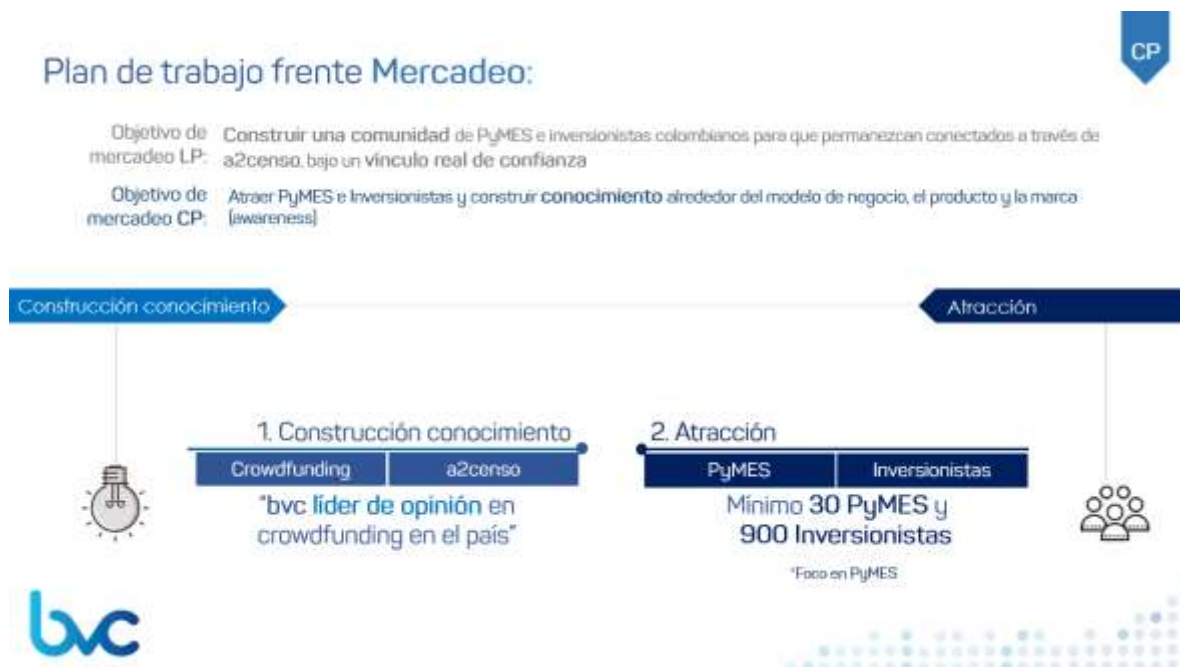 CP
Plan de trabajo frente Mercadeo:
Objetivo de mercadeo LP:
Construir una comunidad de PyMES e inversionistas colombianos para que permanezcan conectados a través de
a2censo, bajo un vínculo real de confianza
Objetivo de mercadeo CP:
Atraer PyMES e Inversionistas y construir conocimiento alrededor del modelo de negocio, el producto y la marca
(awareness)
Construcción conocimiento
Atracción
1. Construcción conocimiento
Crowdfunding
a2censo
"bvc líder de opinión en
crowdfunding en el país"
2. Atracción
PyMES
Inversionistas
Mínimo 30 PyMES y
900 Inversionistas
*Foco en PyMES
bvc